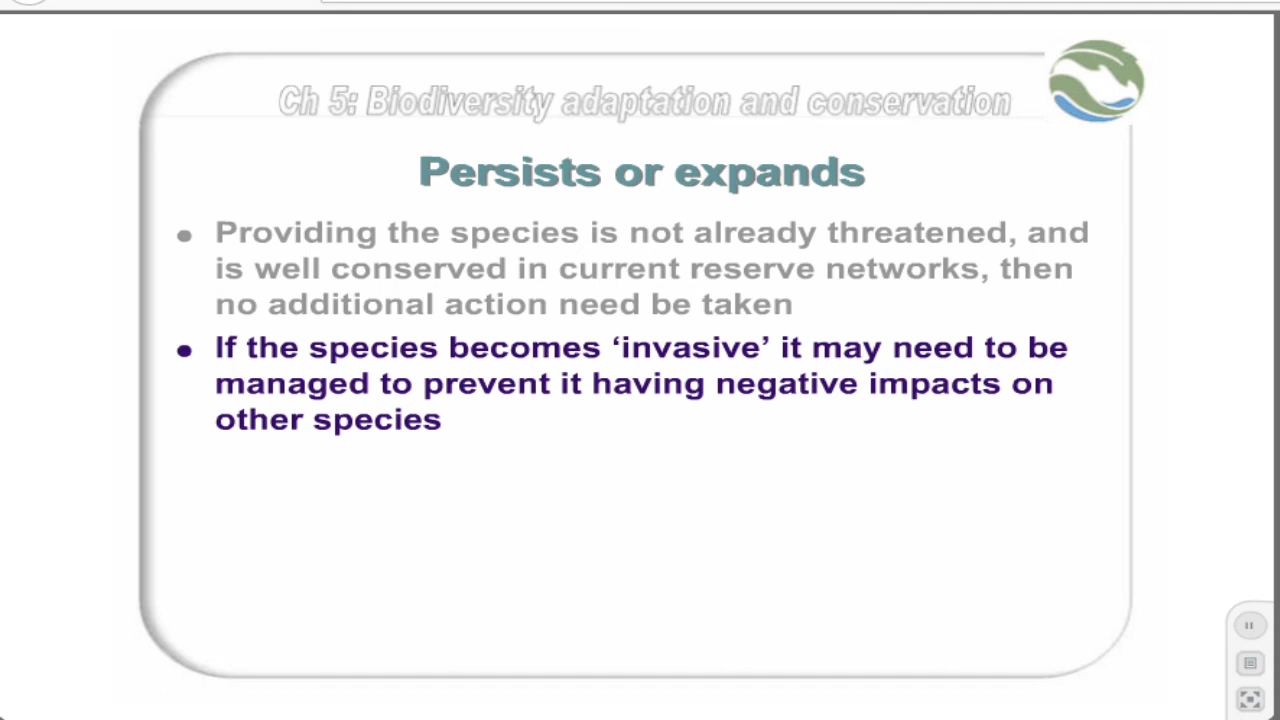 Ch 5: Biodiversity adaptation and conservation
Persists or expands
• Providing the species is not already threatened, and
is well conserved in current reserve networks, then
no additional action need be taken
• If the species becomes ‘invasive’ it may need to be
managed to prevent it having negative impacts on
other species